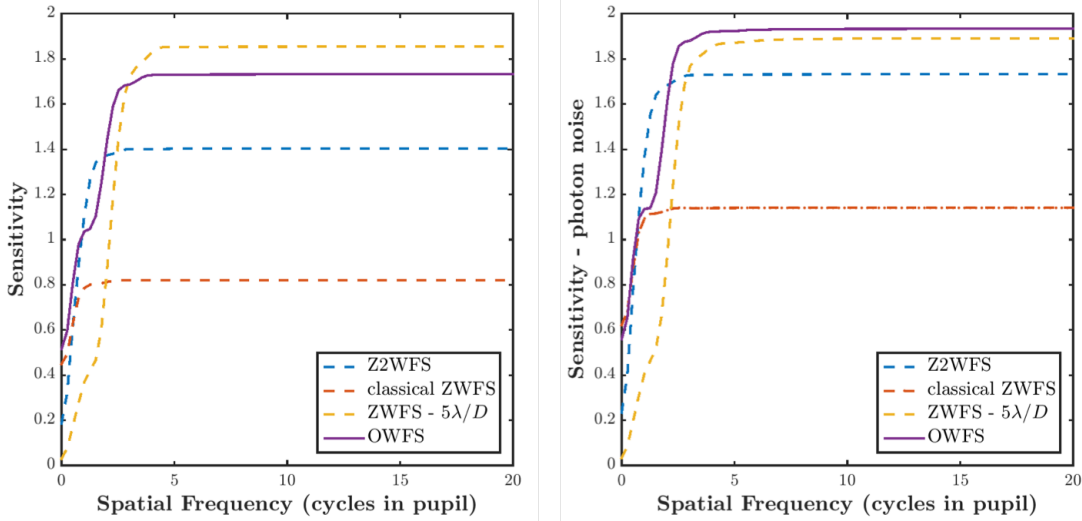 2
1.8
1.6
1.4
1.2
1
0.8
0.6
0.4
0.2
0
Sensitivity
0 5 10 15 20
Spatial Frequency (cycles in pupil)
Z2WFS
classical ZWFS
ZWFS - 5λ/D
OWFS
2
1.8
1.6
1.4
1.2
1
0.8
0.6
0.4
0.2
0
Sensitivity - photon noise
0 5 10 15 20
Spatial Frequency (cycles in pupil)
Z2WFS
classical ZWFS
ZWFS - 5λ/D
OWFS